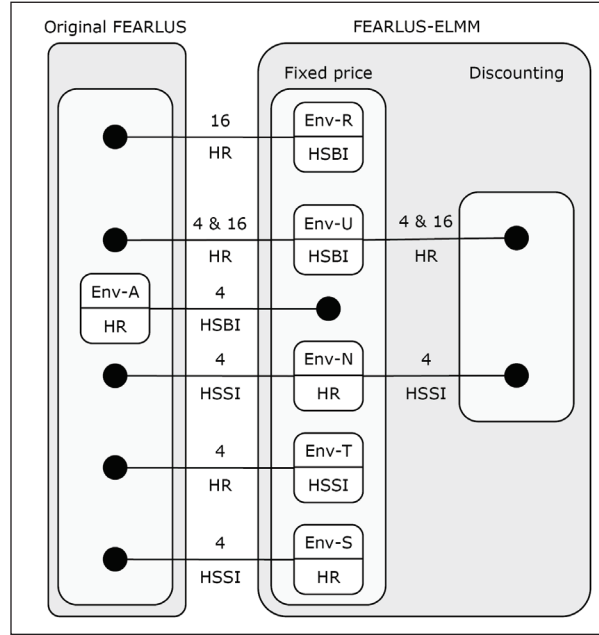 Original FEARLUS
FEARLUS-ELMM
Fixed price
Discounting
16
HR
Env-R
HSBI
4 & 16
HR
Env-U
HSBI
4 & 16
HR
Env-A
HR
4
HSBI
4
HSSI
Env-N
HR
4
HSSI
4
HR
Env-T
HSSI
4
HSSI
Env-S
HR